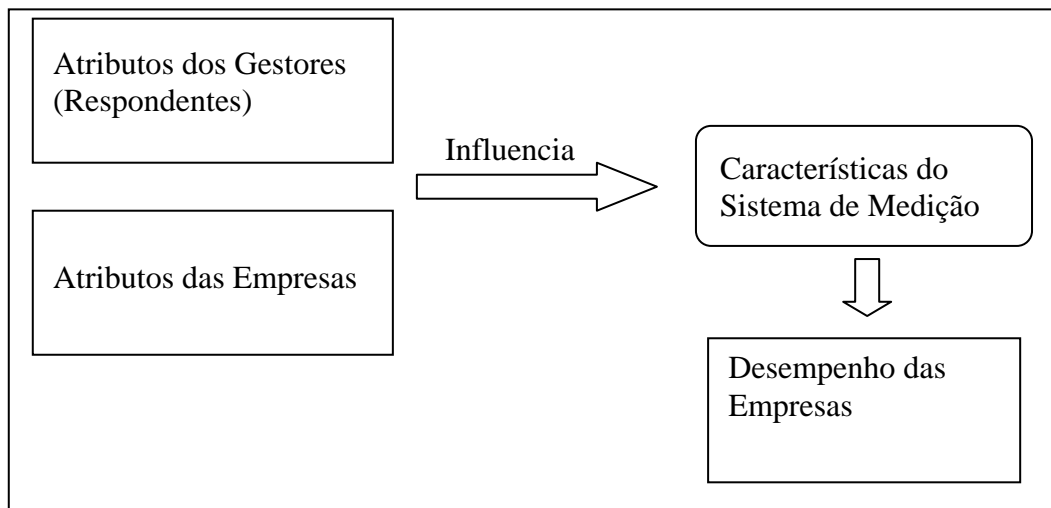 Atributos dos Gestores
(Respondentes)
Influencia
Características do
Sistema de Medição
Atributos das Empresas
Desempenho das
Empresas